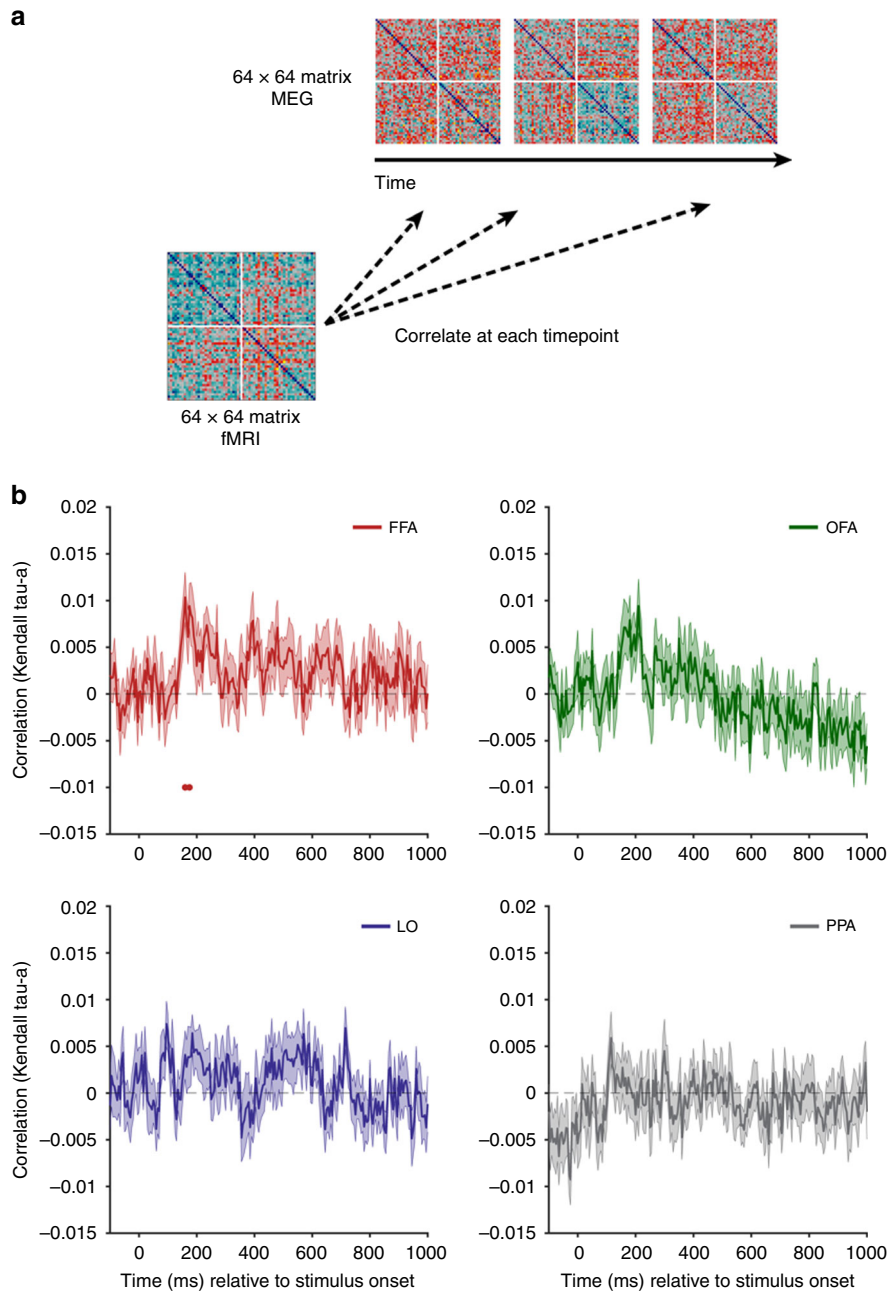 a
64 × 64 matrix
MEG
Time
Correlate at each timepoint
64 × 64 matrix
fMRI
b
0.02
0.015
0.01
0.005
0
–0.005
–0.01
–0.015
Correlation (Kendall tau-a)
FFA
0 200 400 600 800 1000
0.02
0.015
0.01
0.005
0
–0.005
–0.01
–0.015
OFA
0 200 400 600 800 1000
0.02
0.015
0.01
0.005
0
–0.005
–0.01
–0.015
Correlation (Kendall tau-a)
LO
0 200 400 600 800 1000
Time (ms) relative to stimulus onset
0.02
0.015
0.01
0.005
0
–0.005
–0.01
–0.015
PPA
0 200 400 600 800 1000
Time (ms) relative to stimulus onset